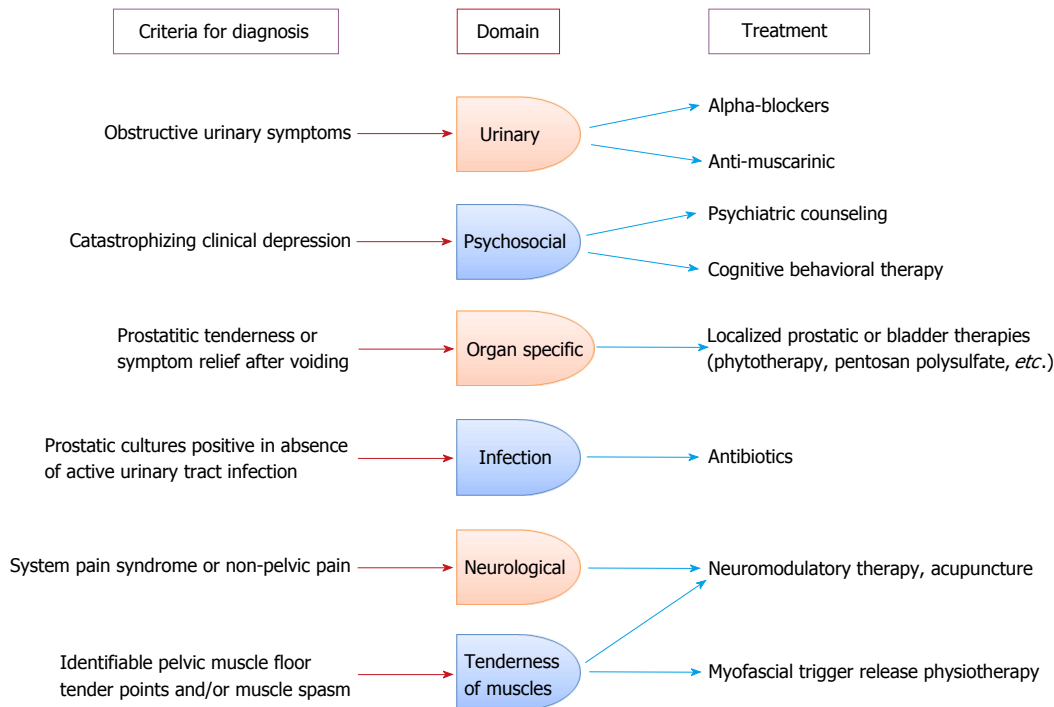 Criteria for diagnosis
Domain
Treatment
Obstructive urinary symptoms
Urinary
Alpha-blockers
Anti-muscarinic
Catastrophizing clinical depression
Psychosocial
Psychiatric counseling
Cognitive behavioral therapy
Prostatitic tenderness or
symptom relief after voiding
Organ specific
Localized prostatic or bladder therapies
(phytotherapy, pentosan polysulfate, etc.)
Prostatic cultures positive in absence
of active urinary tract infection
Infection
Antibiotics
System pain syndrome or non-pelvic pain
Neurological
Neuromodulatory therapy, acupuncture
Identifiable pelvic muscle floor
tender points and/or muscle spasm
Tenderness
of muscles
Myofascial trigger release physiotherapy